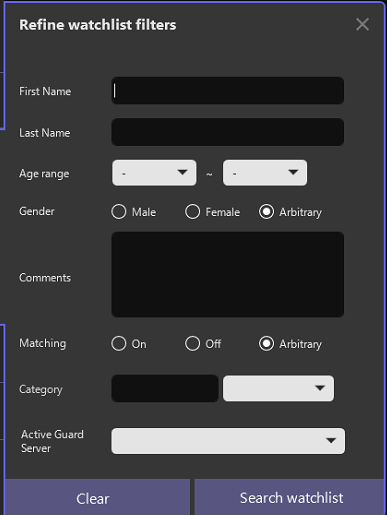 Refine watchlist filters
First Name
Last Name
Age range - ~ -
Gender Male Female Arbitrary
Comments
Matching On Off Arbitrary
Category
Active Guard
Server
Clear Search watchlist